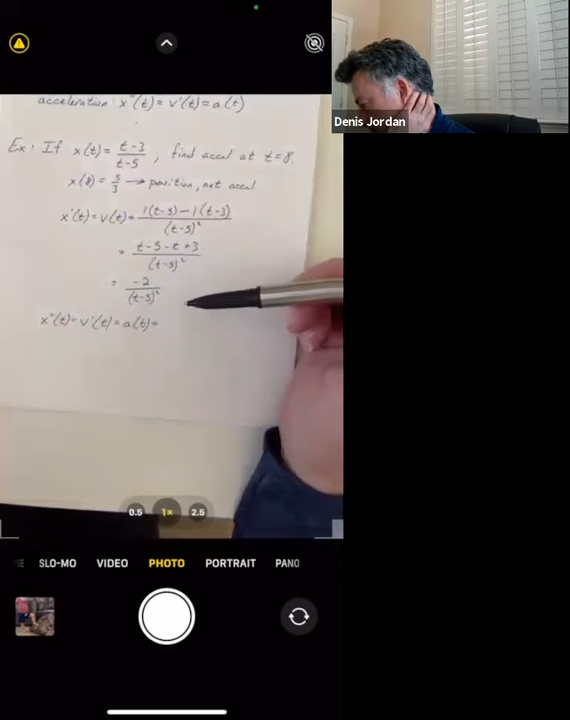 Denis Jordan
acceleration: x"(t) = v'(t) = a(t)
Ex: If x(t) = t-3 / t-5 , find accel at t=8.
x(8) = 5/3 → position, not accel
x'(t) = v(t) = 1(t-5) - 1(t-3) / (t-5)²
= t-5-t+3 / (t-5)²
= -2 / (t-5)²
x"(t) = v'(t) = a(t) =
0.5 1× 2.5
SLO-MO VIDEO PHOTO PORTRAIT PANO